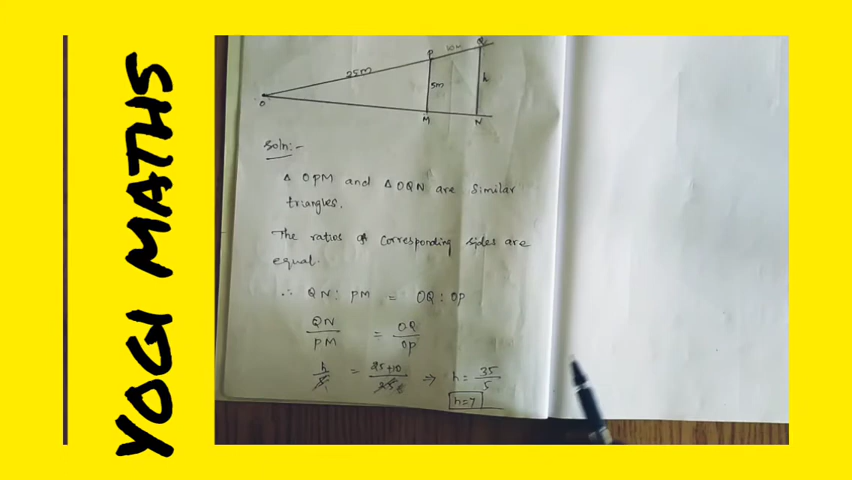 YOGI MATHS
Q
P
10M
25M
5m
h
O
M
N
Soln:-
Δ OPM and Δ OQN are similar
triangles.
The ratios of corresponding sides are
equal.
∴ QN : PM = OQ : OP
QN/PM = OQ/OP
h/5 = 25+10/25 5 ⇒ h = 35/5
h=7